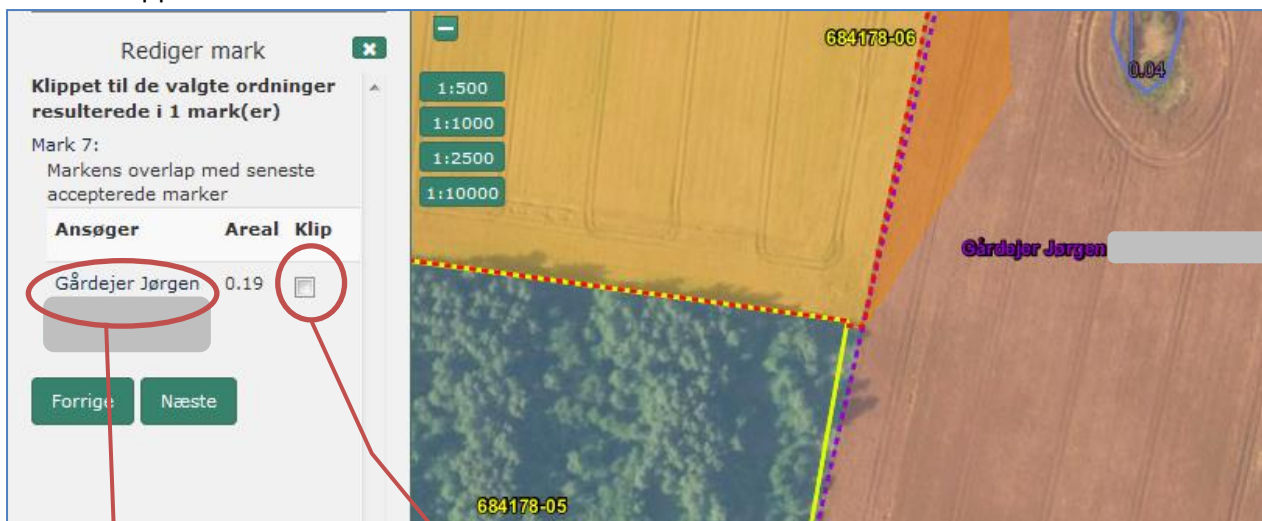 Rediger mark
Klippet til de valgte ordninger
resulterede i 1 mark(er)
Mark 7:
Markens overlap med seneste
accepterede marker
Ansøger Areal Klip
Gårdejer Jørgen 0.19
Forrige Næste
1:500
1:1000
1:2500
1:10000
684178-06
0.04
Gårdejer Jørgen
684178-05